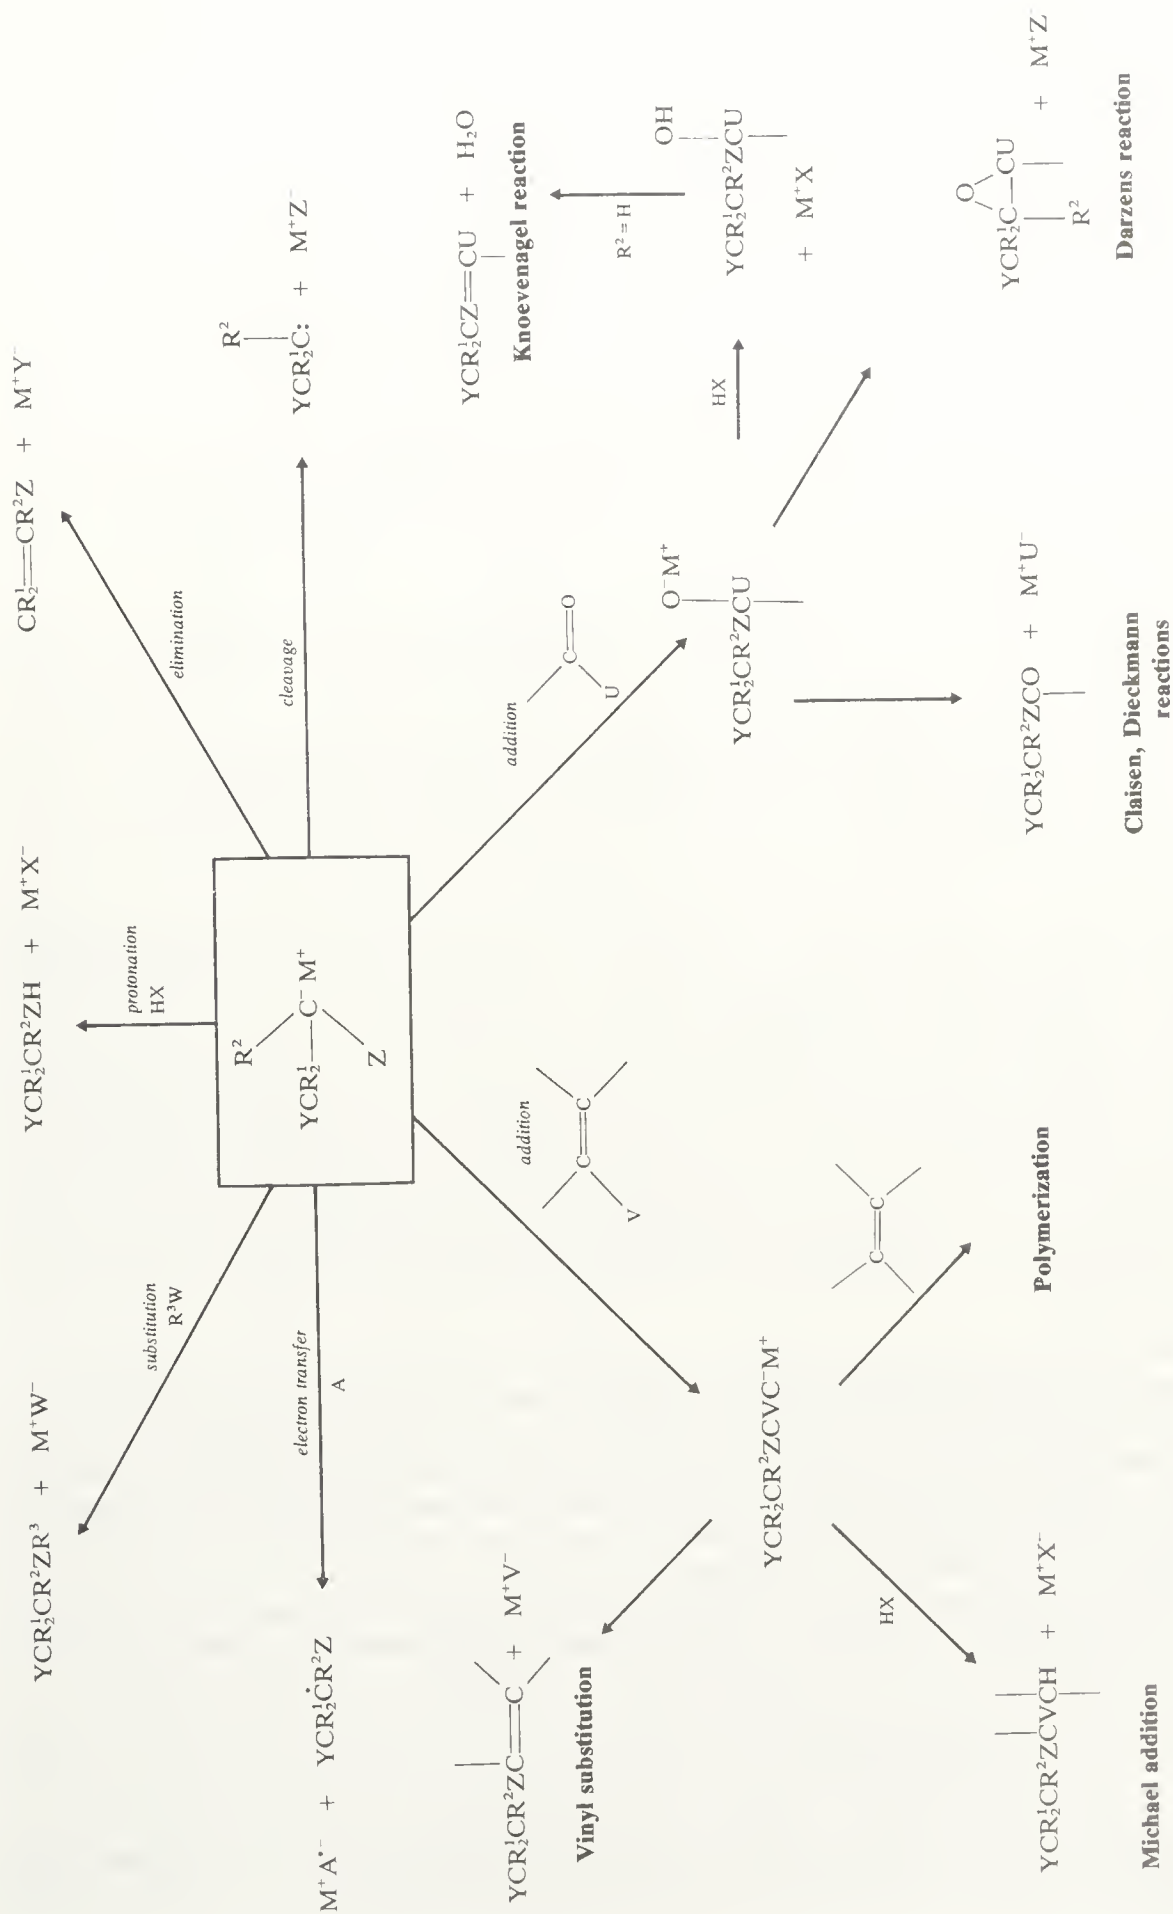 YCR¹₂CR²ZR³ + M⁺W⁻
YCR¹₂CR²ZH + M⁺X⁻
CR¹₂=CR²Z + M⁺Y⁻
substitution
R³W
protonation
HX
elimination
M⁺A•⁻ + YCR¹₂ĊR²Z
electron transfer
A
R²
YCR¹₂—C⁻ M⁺
Z
cleavage
R²
YCR¹₂C: + M⁺Z⁻
YCR¹₂CR²ZC=C + M⁺V⁻
Vinyl substitution
addition
C=C
V
addition
C=O
U
YCR¹₂CZ=CU + H₂O
Knoevenagel reaction
R² = H
YCR¹₂CR²ZCVC⁻M⁺
O⁻M⁺
YCR¹₂CR²ZCU
HX
OH
YCR¹₂CR²ZCU
+ M⁺X
HX
C=C
YCR¹₂CR²ZCVCH + M⁺X⁻
Michael addition
Polymerization
YCR¹₂CR²ZCO + M⁺U⁻
Claisen, Dieckmann
reactions
O
YCR¹₂C—CU + M⁺Z⁻
R²
Darzens reaction